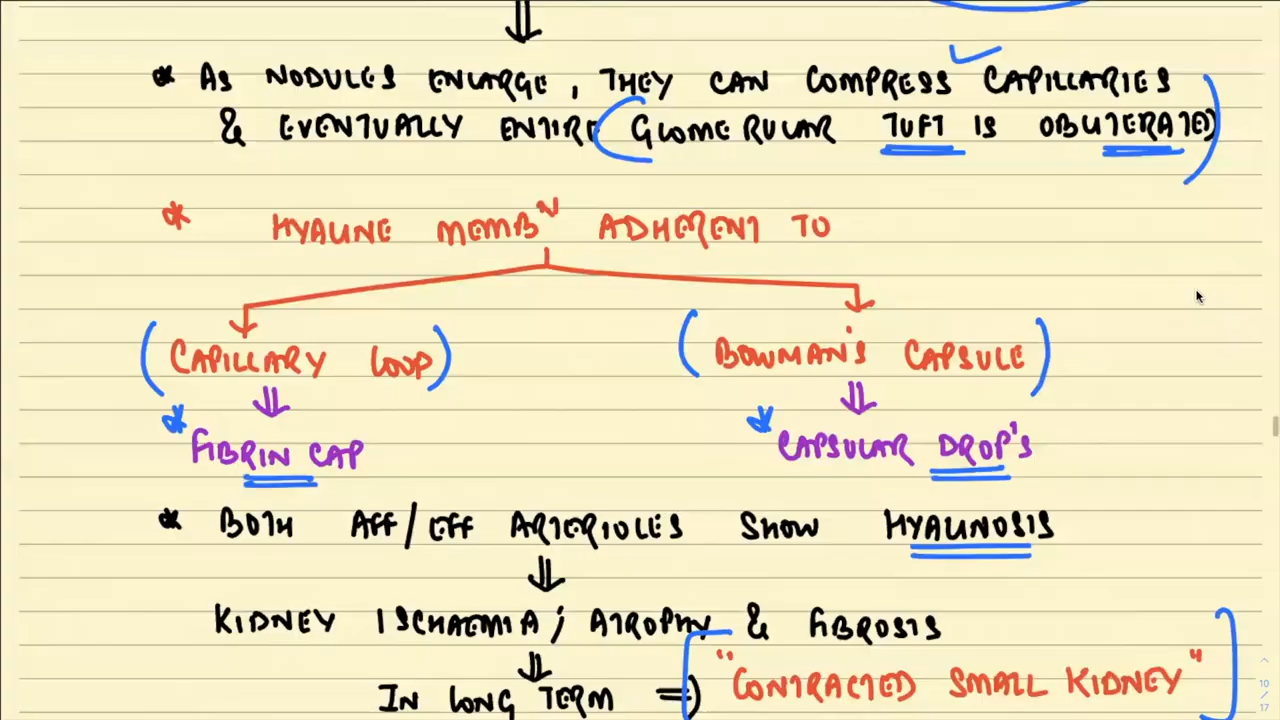 * AS NODULES ENLARGE, THEY CAN COMPRESS CAPILLARIES
& EVENTUALLY ENTIRE (GLOMERULAR TUFT IS OBLITERATED)
* HYALINE MEMBN ADHERENT TO
(CAPILLARY LOOP) (BOWMAN'S CAPSULE)
* FIBRIN CAP * CAPSULAR DROP'S
* BOTH AFF/EFF ARTERIOLES SHOW HYALINOSIS
KIDNEY ISCHAEMIA; ATROPHY & FIBROSIS
IN LONG TERM ⇒ ["CONTRACTED SMALL KIDNEY"]
10
/
17